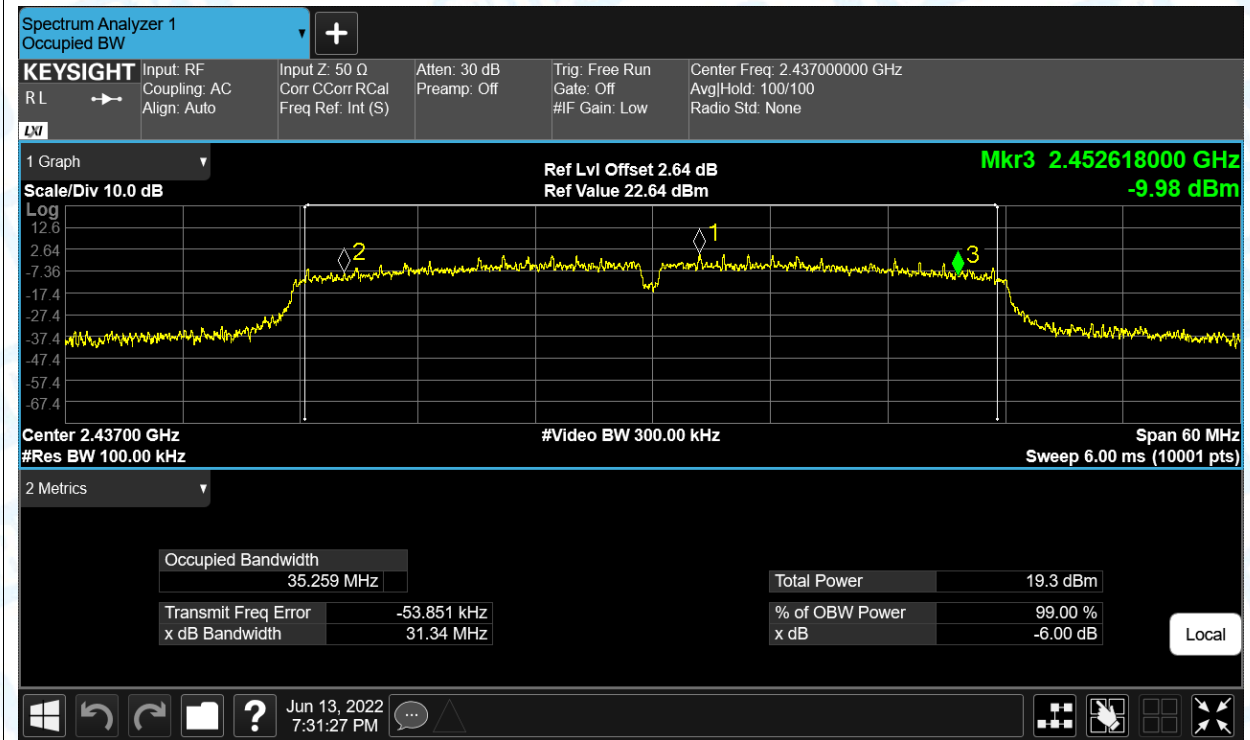 Spectrum Analyzer 1
Occupied BW
+
KEYSIGHT
R L
LXI
Input: RF
Coupling: AC
Align: Auto
Input Z: 50 Ω
Corr CCorr RCal
Freq Ref: Int (S)
Atten: 30 dB
Preamp: Off
Trig: Free Run
Gate: Off
#IF Gain: Low
Center Freq: 2.437000000 GHz
Avg|Hold: 100/100
Radio Std: None
1 Graph
Scale/Div 10.0 dB
Ref Lvl Offset 2.64 dB
Ref Value 22.64 dBm
Mkr3 2.452618000 GHz
-9.98 dBm
Log
12.6
2.64
-7.36
-17.4
-27.4
-37.4
-47.4
-57.4
-67.4
2
1
3
Center 2.43700 GHz
#Video BW 300.00 kHz
Span 60 MHz
#Res BW 100.00 kHz
Sweep 6.00 ms (10001 pts)
2 Metrics
Occupied Bandwidth
35.259 MHz
Transmit Freq Error -53.851 kHz
x dB Bandwidth 31.34 MHz
Total Power 19.3 dBm
% of OBW Power 99.00 %
x dB -6.00 dB
Local
?
Jun 13, 2022
7:31:27 PM